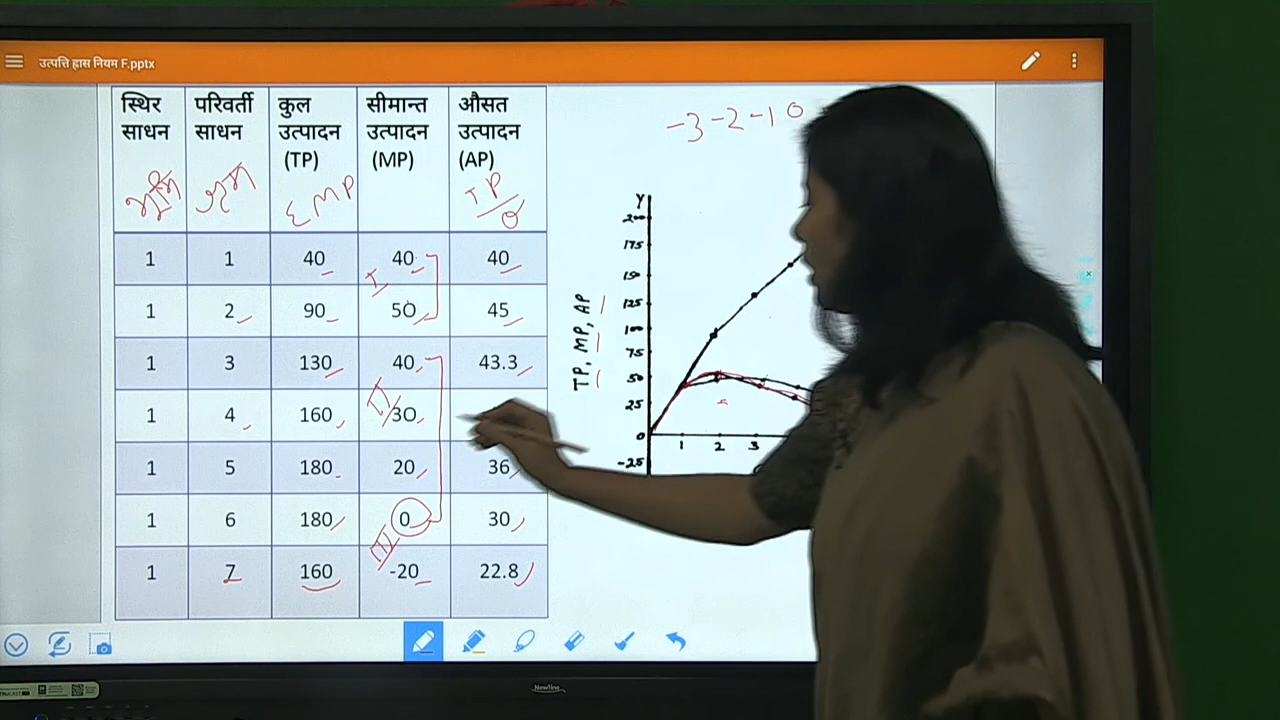 उत्पत्ति ह्रास नियम F.pptx
स्थिर साधन परिवर्ती साधन कुल उत्पादन (TP) सीमान्त उत्पादन (MP) औसत उत्पादन (AP)
भूमि श्रम Σ MP TP/Q
1 1 40 40 40
1 2 90 50 45
1 3 130 40 43.3
1 4 160 30
1 5 180 20 36
1 6 180 0 30
1 7 160 -20 22.8
I
II
III
-3 -2 -1 0
Y
200
175
150
125
100
75
50
25
0
-25
1 2 3
TP, MP, AP
Newline